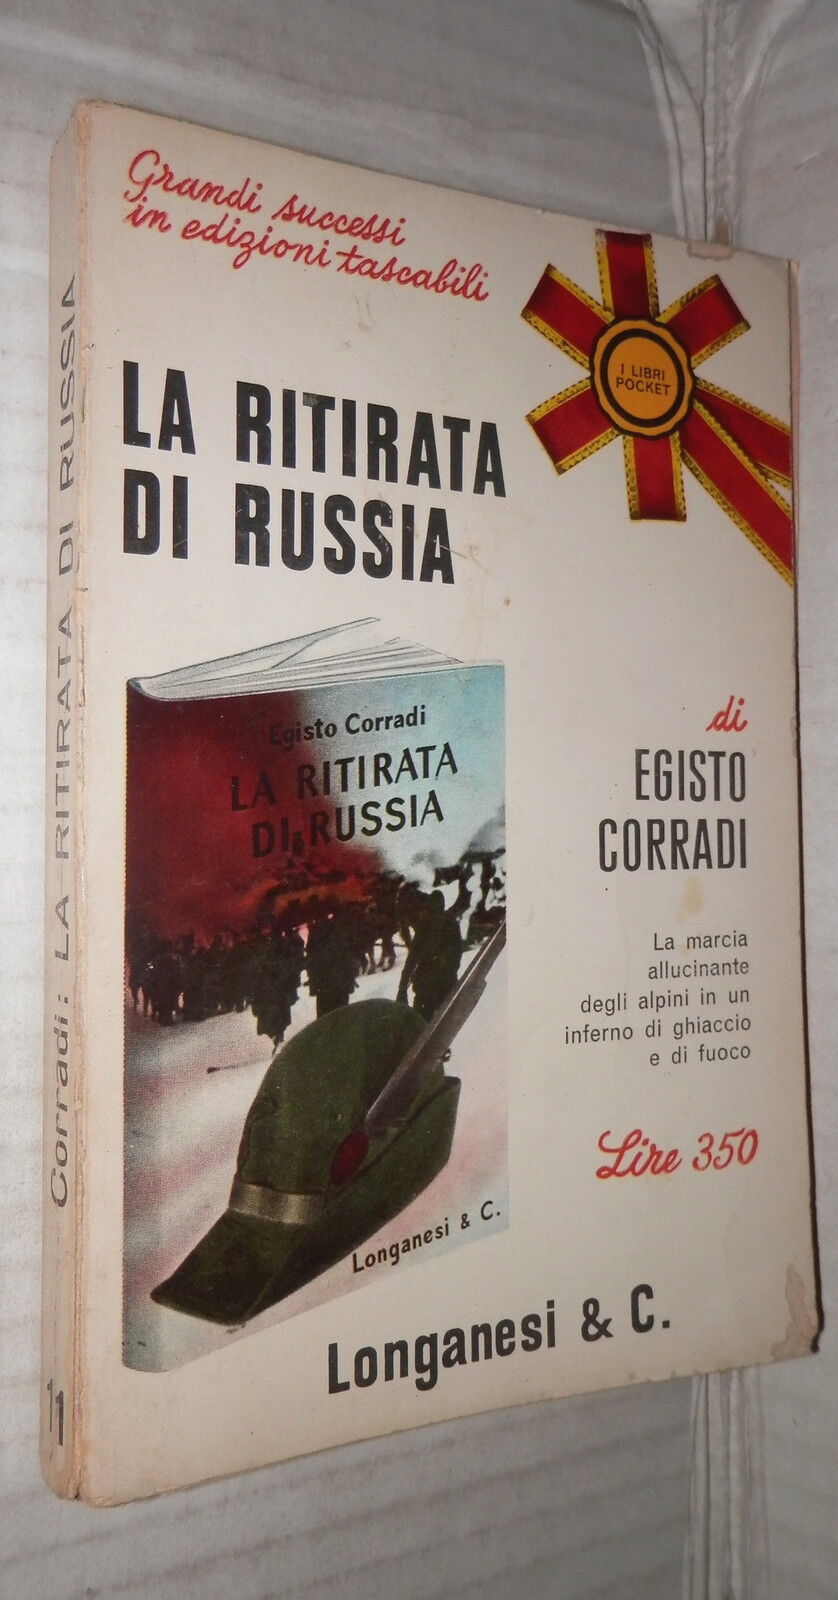 Grandi successi
in edizioni tascabili
I LIBRI
POCKET
LA RITIRATA
DI RUSSIA
Egisto Corradi
LA RITIRATA
DI RUSSIA
Longanesi & C.
di
EGISTO
CORRADI
La marcia
allucinante
degli alpini in un
inferno di ghiaccio
e di fuoco
Lire 350
Longanesi & C.
Corradi: LA RITIRATA DI RUSSIA
11